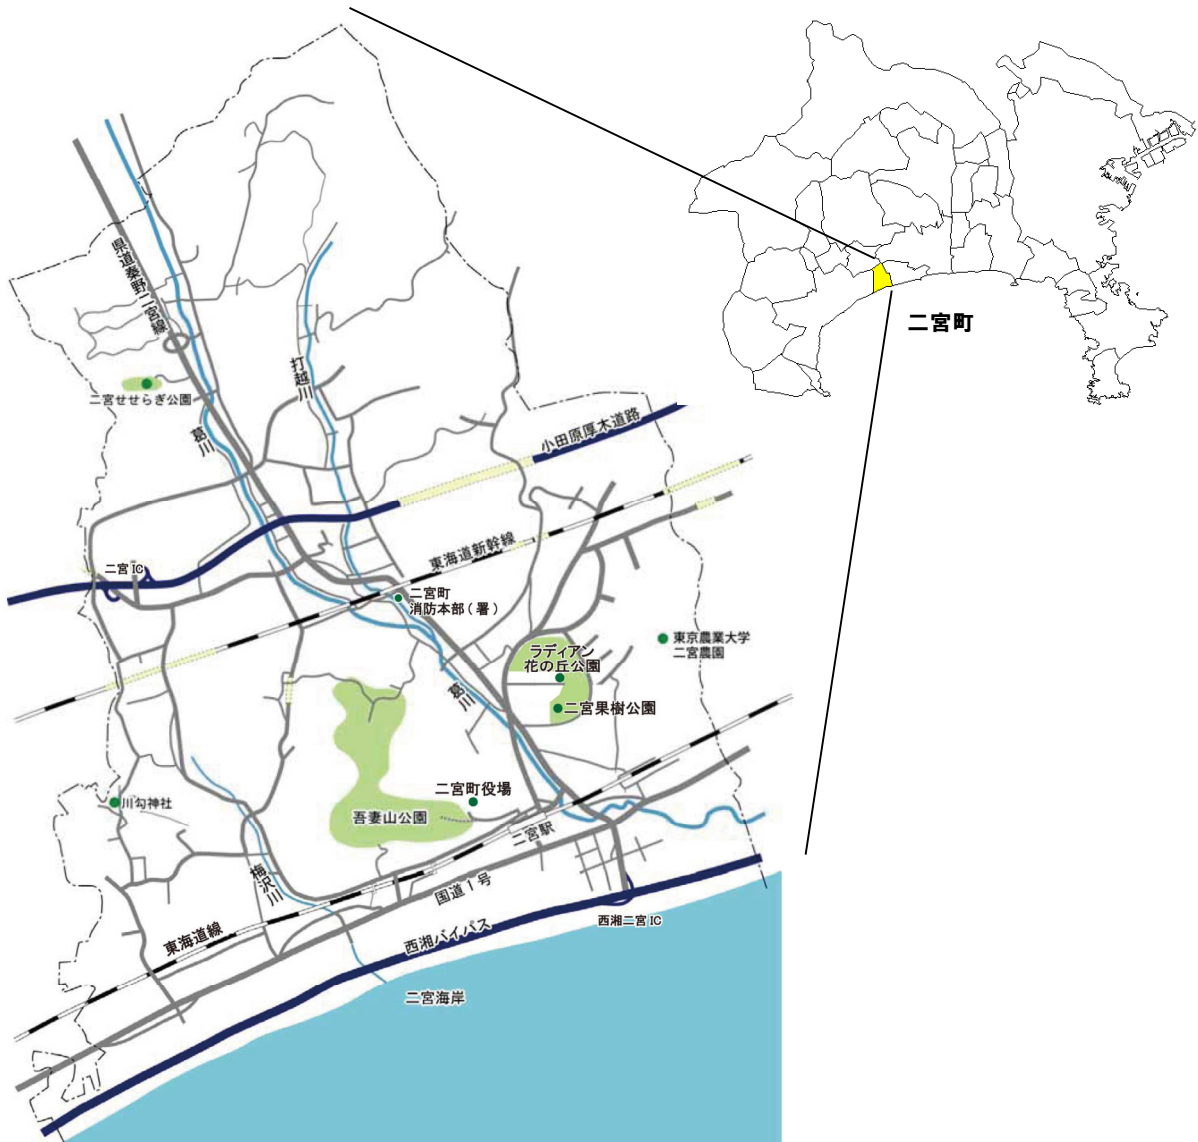 二宮町
県道秦野二宮線
打越川
二宮せせらぎ公園
葛川
小田原厚木道路
東海道新幹線
二宮IC
二宮町
消防本部(署)
東京農業大学
二宮農園
ラディアン
花の丘公園
葛川
二宮果樹公園
二宮町役場
川勾神社
吾妻山公園
二宮駅
梅沢川
国道1号
西湘二宮IC
東海道線
西湘バイパス
二宮海岸